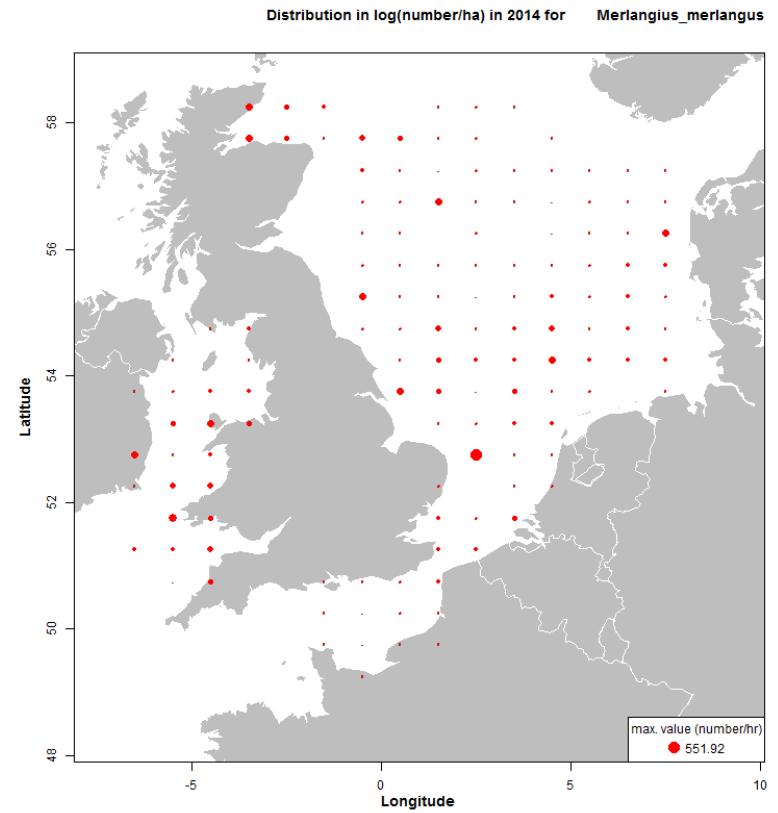 Distribution in log(number/ha) in 2014 for Merlangius_merlangus
58
56
54
52
50
48
Latitude
-5 0 5 10
Longitude
max. value (number/hr)
551.92